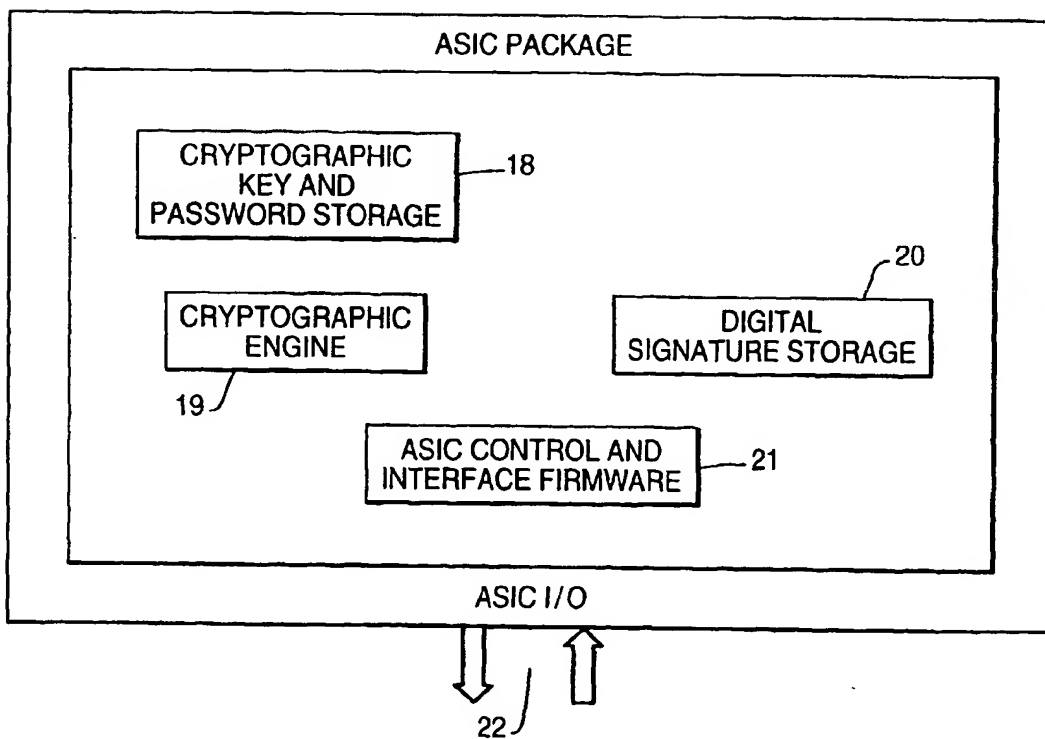 ASIC PACKAGE
CRYPTOGRAPHIC
KEY AND
PASSWORD STORAGE
18
20
CRYPTOGRAPHIC
ENGINE
DIGITAL
SIGNATURE STORAGE
19
ASIC CONTROL AND
INTERFACE FIRMWARE
21
ASIC I/O
22